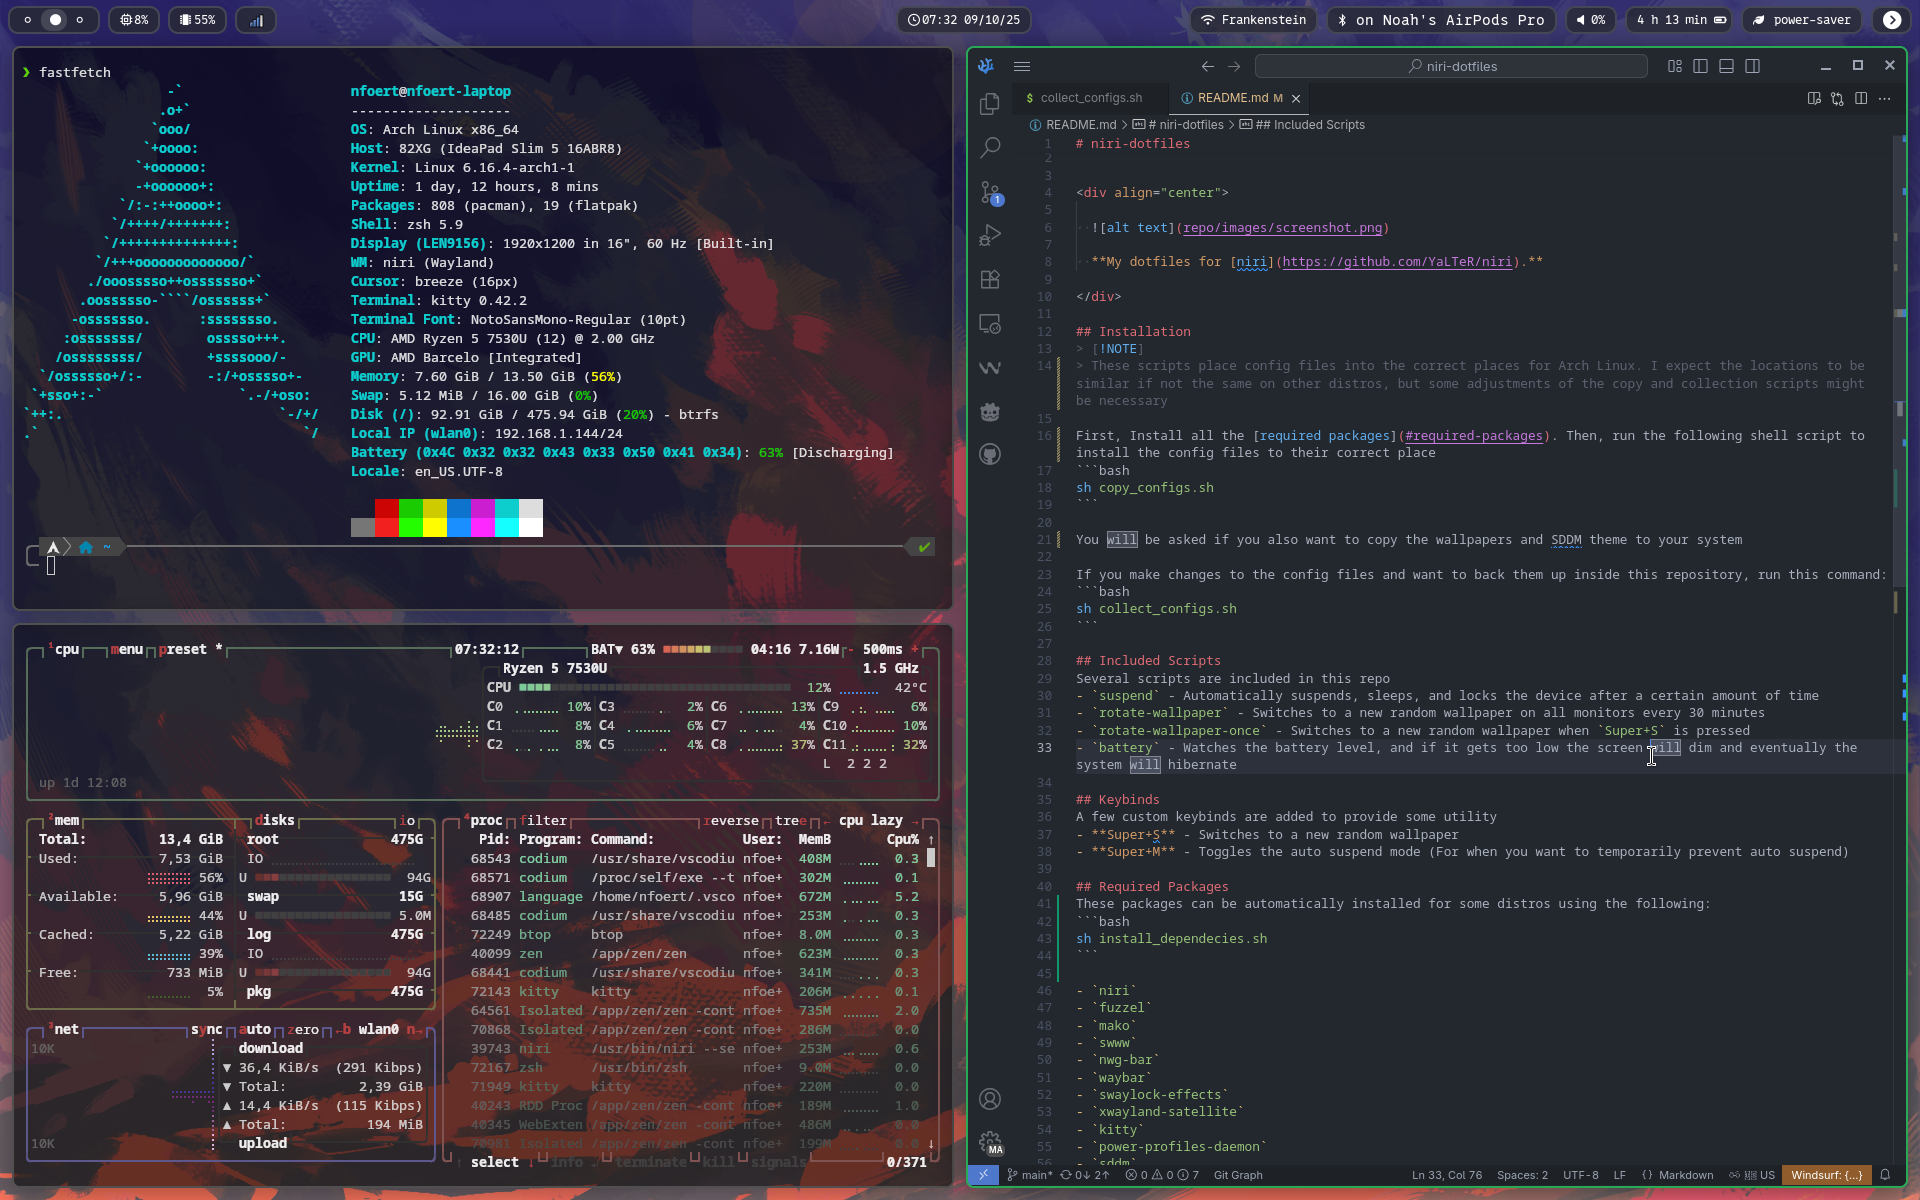 8%
55%
07:32 09/10/25
Frankenstein
on Noah's AirPods Pro
0%
4 h 13 min
power-saver
❯ fastfetch
nfoert@nfoert-laptop
--------------------
OS: Arch Linux x86_64
Host: 82XG (IdeaPad Slim 5 16ABR8)
Kernel: Linux 6.16.4-arch1-1
Uptime: 1 day, 12 hours, 8 mins
Packages: 808 (pacman), 19 (flatpak)
Shell: zsh 5.9
Display (LEN9156): 1920x1200 in 16", 60 Hz [Built-in]
WM: niri (Wayland)
Cursor: breeze (16px)
Terminal: kitty 0.42.2
Terminal Font: NotoSansMono-Regular (10pt)
CPU: AMD Ryzen 5 7530U (12) @ 2.00 GHz
GPU: AMD Barcelo [Integrated]
Memory: 7.60 GiB / 13.50 GiB (56%)
Swap: 5.12 MiB / 16.00 GiB (0%)
Disk (/): 92.91 GiB / 475.94 GiB (20%) - btrfs
Local IP (wlan0): 192.168.1.144/24
Battery (0x4C 0x32 0x32 0x43 0x33 0x50 0x41 0x34): 63% [Discharging]
Locale: en_US.UTF-8
~
¹cpu menu preset * 07:32:12 BAT▼ 63% 04:16 7.16W - 500ms +
Ryzen 5 7530U 1.5 GHz
CPU 12% 42°C
C0 10% C3 2% C6 13% C9 6%
C1 8% C4 6% C7 4% C10 10%
C2 8% C5 4% C8 37% C11 32%
L 2 2 2
up 1d 12:08
²mem disks io
Total: 13,4 GiB root 475G
Used: 7,53 GiB IO
56% U 94G
Available: 5,96 GiB swap 15G
44% U 5.0M
Cached: 5,22 GiB log 475G
39% IO
Free: 733 MiB U 94G
5% pkg 475G
³net sync auto zero ←b wlan0 n→
10K download
▼ 36,4 KiB/s (291 Kibps)
▼ Total: 2,39 GiB
▲ 14,4 KiB/s (115 Kibps)
▲ Total: 194 MiB
10K upload
⁴proc filter reverse tree ← cpu lazy →
Pid: Program: Command: User: MemB Cpu% ↑
68543 codium /usr/share/vscodiu nfoe+ 408M 0.3
68571 codium /proc/self/exe --t nfoe+ 302M 0.1
68907 language /home/nfoert/.vsco nfoe+ 672M 5.2
68485 codium /usr/share/vscodiu nfoe+ 253M 0.3
72249 btop btop nfoe+ 8.0M 0.3
40099 zen /app/zen/zen nfoe+ 623M 0.3
68441 codium /usr/share/vscodiu nfoe+ 341M 0.3
72143 kitty kitty nfoe+ 206M 0.1
64561 Isolated /app/zen/zen -cont nfoe+ 735M 2.0
70868 Isolated /app/zen/zen -cont nfoe+ 286M 0.0
39743 niri /usr/bin/niri --se nfoe+ 253M 0.6
72167 zsh /usr/bin/zsh nfoe+ 9.0M 0.0
71949 kitty kitty nfoe+ 220M 0.0
40243 RDD Proc /app/zen/zen -cont nfoe+ 189M 1.0
40345 WebExten /app/zen/zen -cont nfoe+ 486M 0.0
70981 Isolated /app/zen/zen -cont nfoe+ 199M 0.0 ↓
↑ select ↓ info terminate kill signals 0/371
niri-dotfiles
collect_configs.sh
README.md M
README.md > # niri-dotfiles > ## Included Scripts
1 # niri-dotfiles
2
3
4 <div align="center">
5
6 ![alt text](repo/images/screenshot.png)
7
8 **My dotfiles for [niri](https://github.com/YaLTeR/niri).**
9
10 </div>
11
12 ## Installation
13 > [!NOTE]
14 > These scripts place config files into the correct places for Arch Linux. I expect the locations to be
similar if not the same on other distros, but some adjustments of the copy and collection scripts might
be necessary
15
16 First, Install all the [required packages](#required-packages). Then, run the following shell script to
install the config files to their correct place
17 ```bash
18 sh copy_configs.sh
19 ```
20
21 You will be asked if you also want to copy the wallpapers and SDDM theme to your system
22
23 If you make changes to the config files and want to back them up inside this repository, run this command:
24 ```bash
25 sh collect_configs.sh
26 ```
27
28 ## Included Scripts
29 Several scripts are included in this repo
30 - `suspend` - Automatically suspends, sleeps, and locks the device after a certain amount of time
31 - `rotate-wallpaper` - Switches to a new random wallpaper on all monitors every 30 minutes
32 - `rotate-wallpaper-once` - Switches to a new random wallpaper when `Super+S` is pressed
33 - `battery` - Watches the battery level, and if it gets too low the screen will dim and eventually the
system will hibernate
34
35 ## Keybinds
36 A few custom keybinds are added to provide some utility
37 - **Super+S** - Switches to a new random wallpaper
38 - **Super+M** - Toggles the auto suspend mode (For when you want to temporarily prevent auto suspend)
39
40 ## Required Packages
41 These packages can be automatically installed for some distros using the following:
42 ```bash
43 sh install_dependecies.sh
44 ```
45
46 - `niri`
47 - `fuzzel`
48 - `mako`
49 - `swww`
50 - `nwg-bar`
51 - `waybar`
52 - `swaylock-effects`
53 - `xwayland-satellite`
54 - `kitty`
55 - `power-profiles-daemon`
56 - `sddm`
1
MA
main* 0↓ 2↑ 0 0 7 Git Graph
Ln 33, Col 76 Spaces: 2 UTF-8 LF {} Markdown US Windsurf: {...}